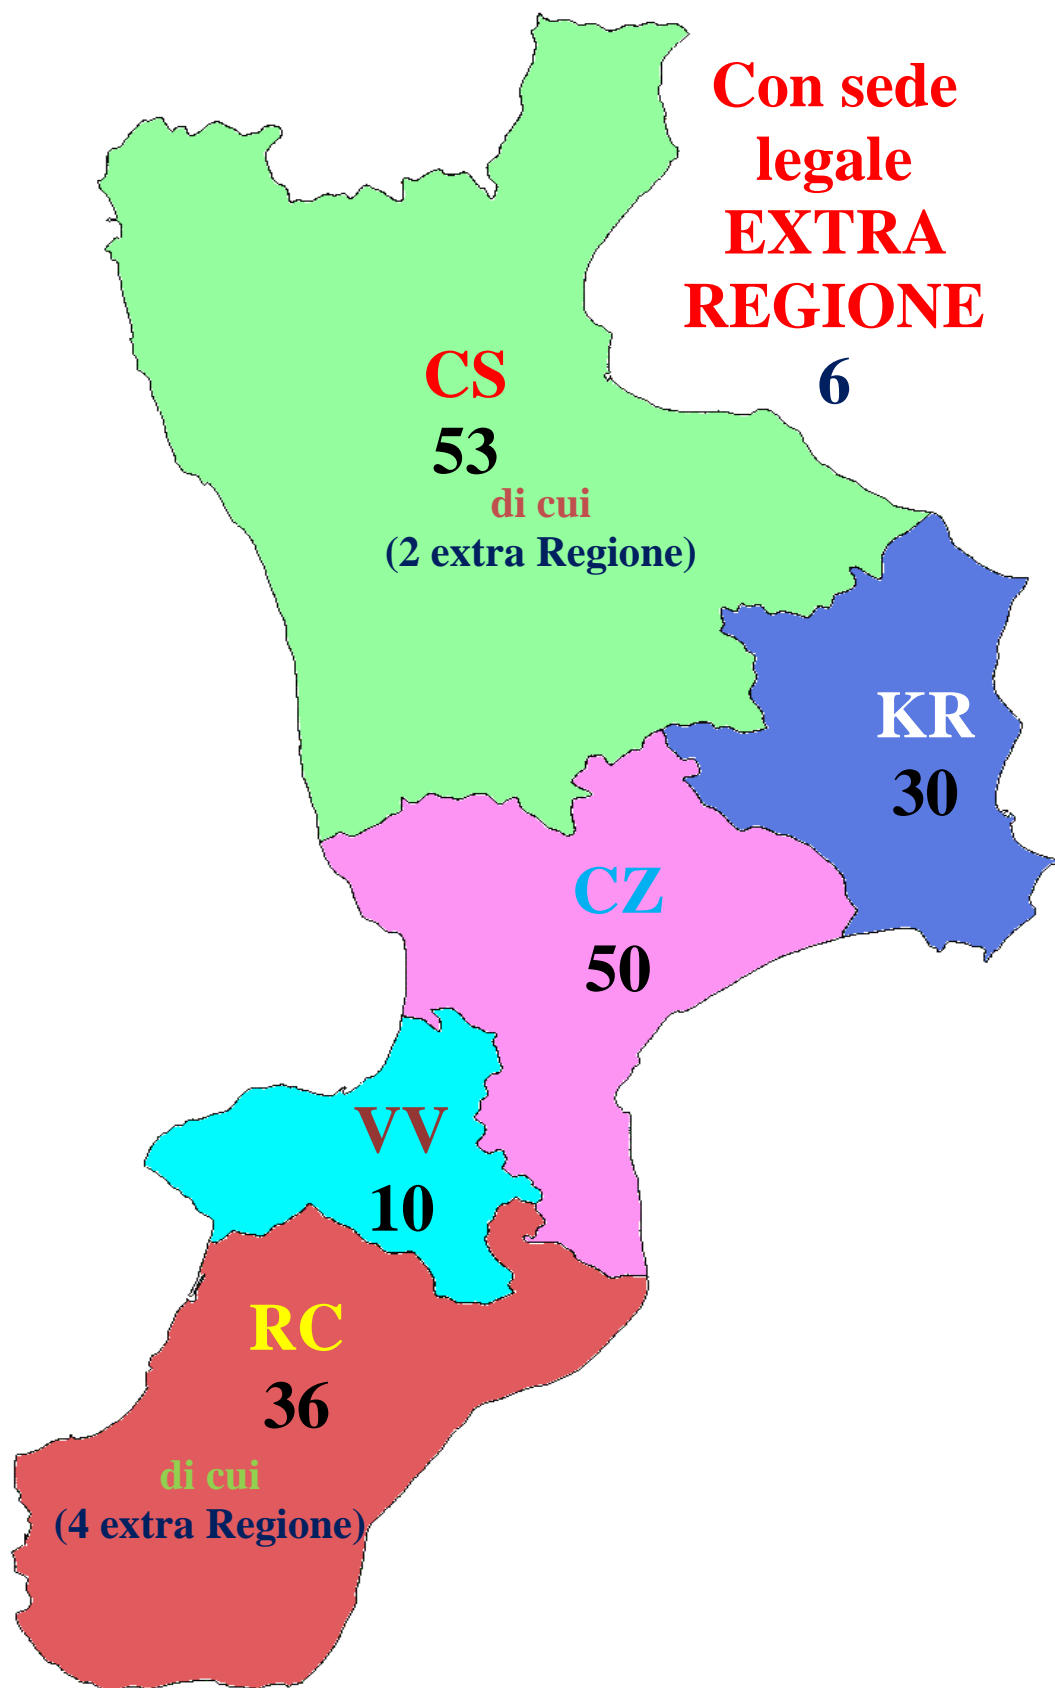 Con sede
legale
EXTRA
REGIONE
6
CS
53
di cui
(2 extra Regione)
KR
30
CZ
50
VV
10
RC
36
di cui
(4 extra Regione)